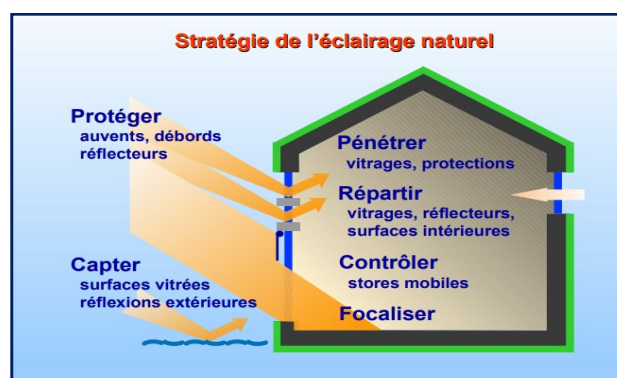 Stratégie de l'éclairage naturel
Protéger
auvents, débords
réflecteurs
Capter
surfaces vitrées
réflexions extérieures
Pénétrer
vitrages, protections
Répartir
vitrages, réflecteurs,
surfaces intérieures
Contrôler
stores mobiles
Focaliser